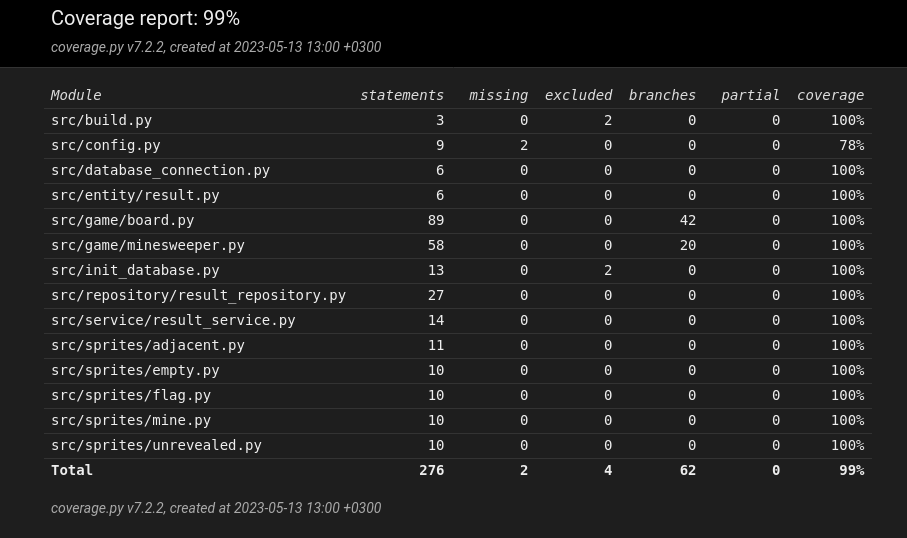 Coverage report: 99%
coverage.py v7.2.2, created at 2023-05-13 13:00 +0300
Module statements missing excluded branches partial coverage
src/build.py 3 0 2 0 0 100%
src/config.py 9 2 0 0 0 78%
src/database_connection.py 6 0 0 0 0 100%
src/entity/result.py 6 0 0 0 0 100%
src/game/board.py 89 0 0 42 0 100%
src/game/minesweeper.py 58 0 0 20 0 100%
src/init_database.py 13 0 2 0 0 100%
src/repository/result_repository.py 27 0 0 0 0 100%
src/service/result_service.py 14 0 0 0 0 100%
src/sprites/adjacent.py 11 0 0 0 0 100%
src/sprites/empty.py 10 0 0 0 0 100%
src/sprites/flag.py 10 0 0 0 0 100%
src/sprites/mine.py 10 0 0 0 0 100%
src/sprites/unrevealed.py 10 0 0 0 0 100%
Total 276 2 4 62 0 99%
coverage.py v7.2.2, created at 2023-05-13 13:00 +0300